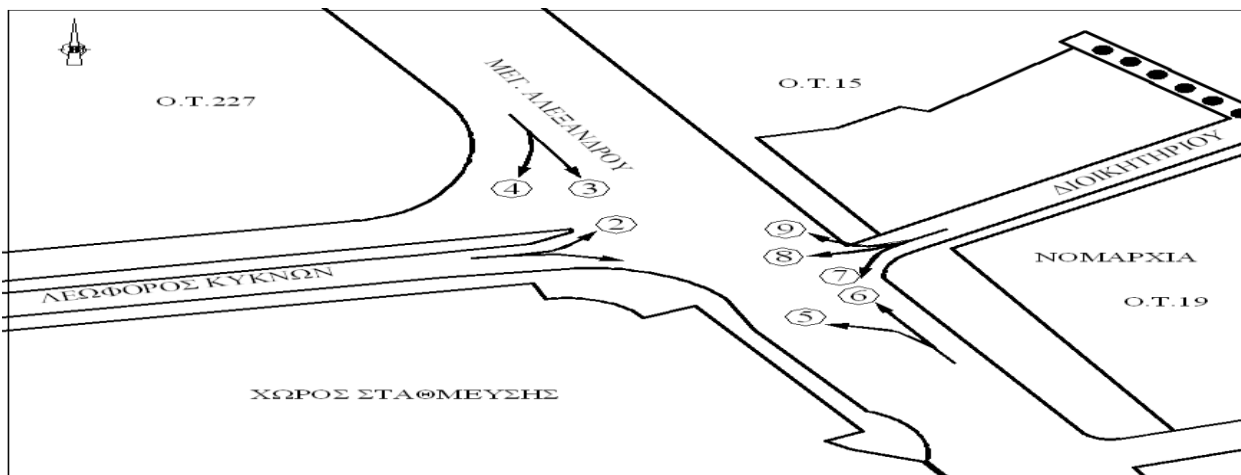 Ο.Τ.227
ΜΕΓ. ΑΛΕΞΑΝΔΡΟΥ
Ο.Τ.15
ΔΙΟΙΚΗΤΗΡΙΟΥ
4
3
2
9
8
7
6
5
ΝΟΜΑΡΧΙΑ
Ο.Τ.19
ΛΕΩΦΟΡΟΣ ΚΥΚΝΩΝ
ΧΩΡΟΣ ΣΤΑΘΜΕΥΣΗΣ